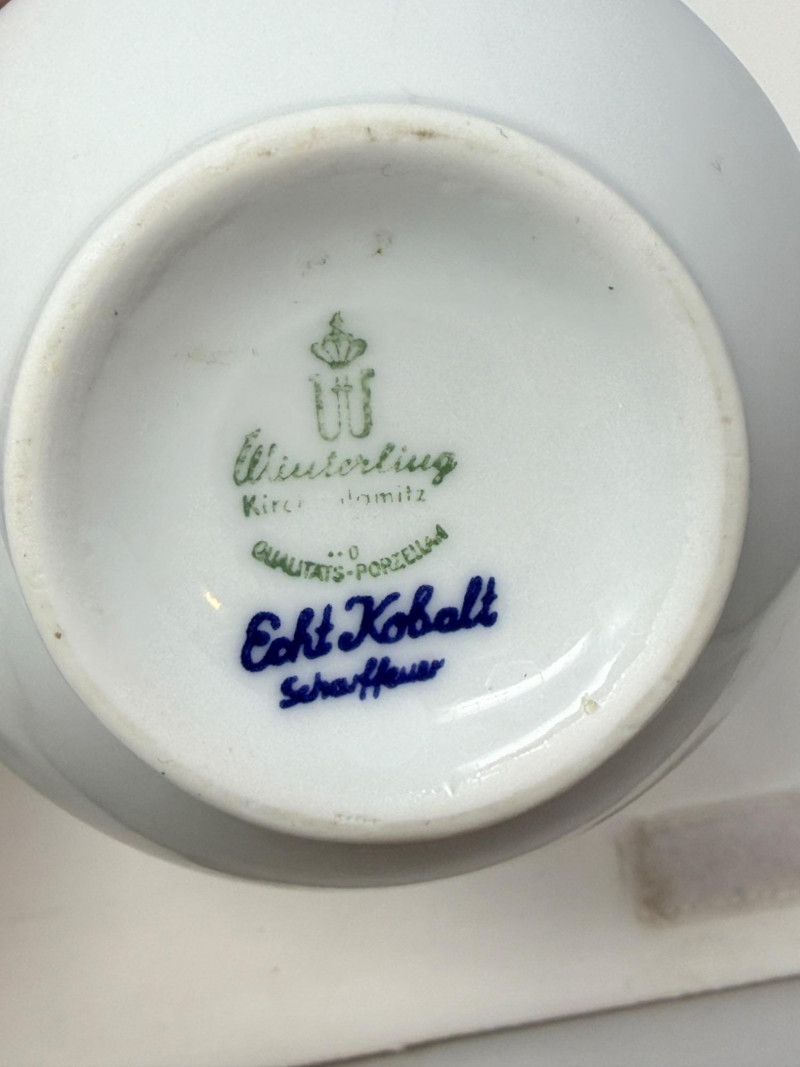 Winterling
QUALITÄTS-PORZELLAN
Echt Kobalt
Scharffeuer